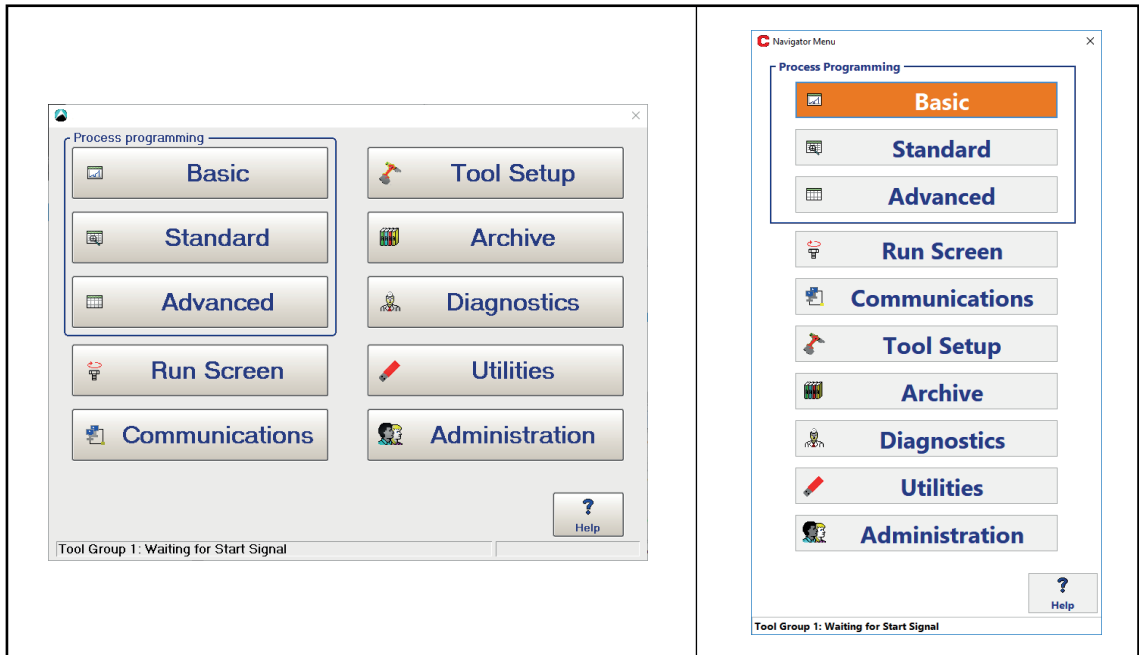 Process programming
Basic
Standard
Advanced
Run Screen
Communications
Tool Setup
Archive
Diagnostics
Utilities
Administration
?
Help
Tool Group 1: Waiting for Start Signal
C Navigator Menu
Process Programming
Basic
Standard
Advanced
Run Screen
Communications
Tool Setup
Archive
Diagnostics
Utilities
Administration
?
Help
Tool Group 1: Waiting for Start Signal